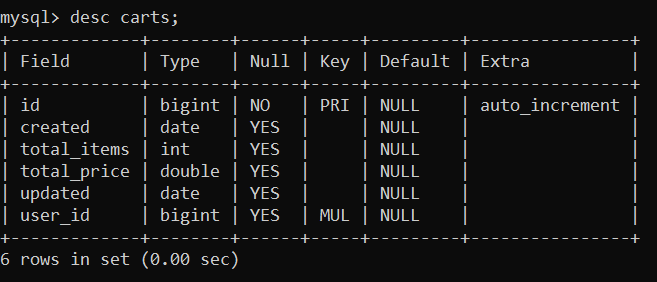 mysql> desc carts;
+-------------+--------+------+-----+---------+----------------+
| Field       | Type   | Null | Key | Default | Extra          |
+-------------+--------+------+-----+---------+----------------+
| id          | bigint | NO   | PRI | NULL    | auto_increment |
| created     | date   | YES  |     | NULL    |                |
| total_items | int    | YES  |     | NULL    |                |
| total_price | double | YES  |     | NULL    |                |
| updated     | date   | YES  |     | NULL    |                |
| user_id     | bigint | YES  | MUL | NULL    |                |
+-------------+--------+------+-----+---------+----------------+
6 rows in set (0.00 sec)